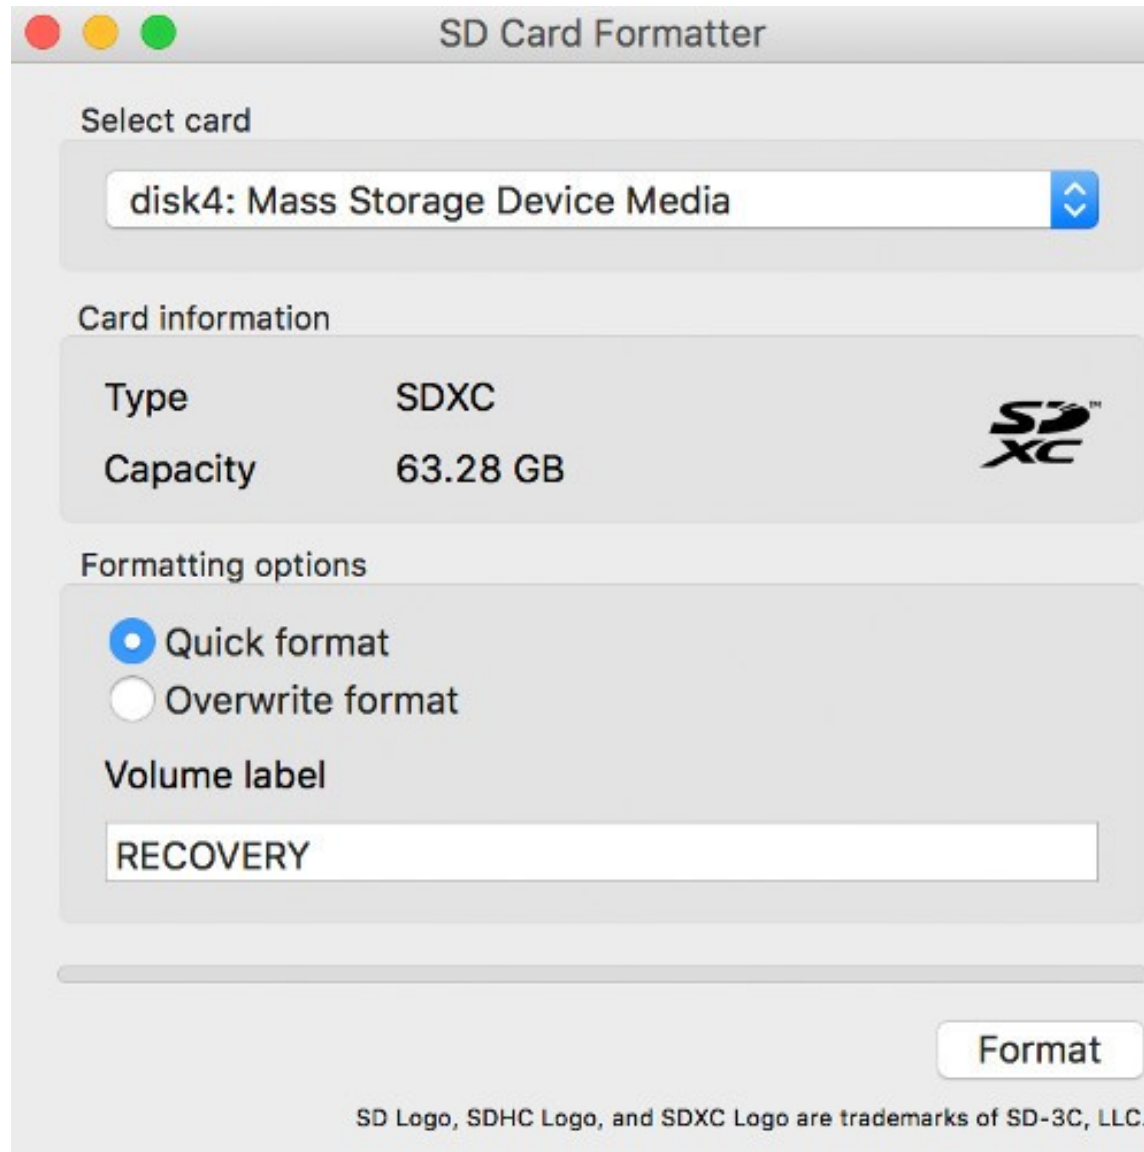 SD Card Formatter
Select card
disk4: Mass Storage Device Media
Card information
Type SDXC
Capacity 63.28 GB
SD XC ™
Formatting options
Quick format
Overwrite format
Volume label
RECOVERY
Format
SD Logo, SDHC Logo, and SDXC Logo are trademarks of SD-3C, LLC.